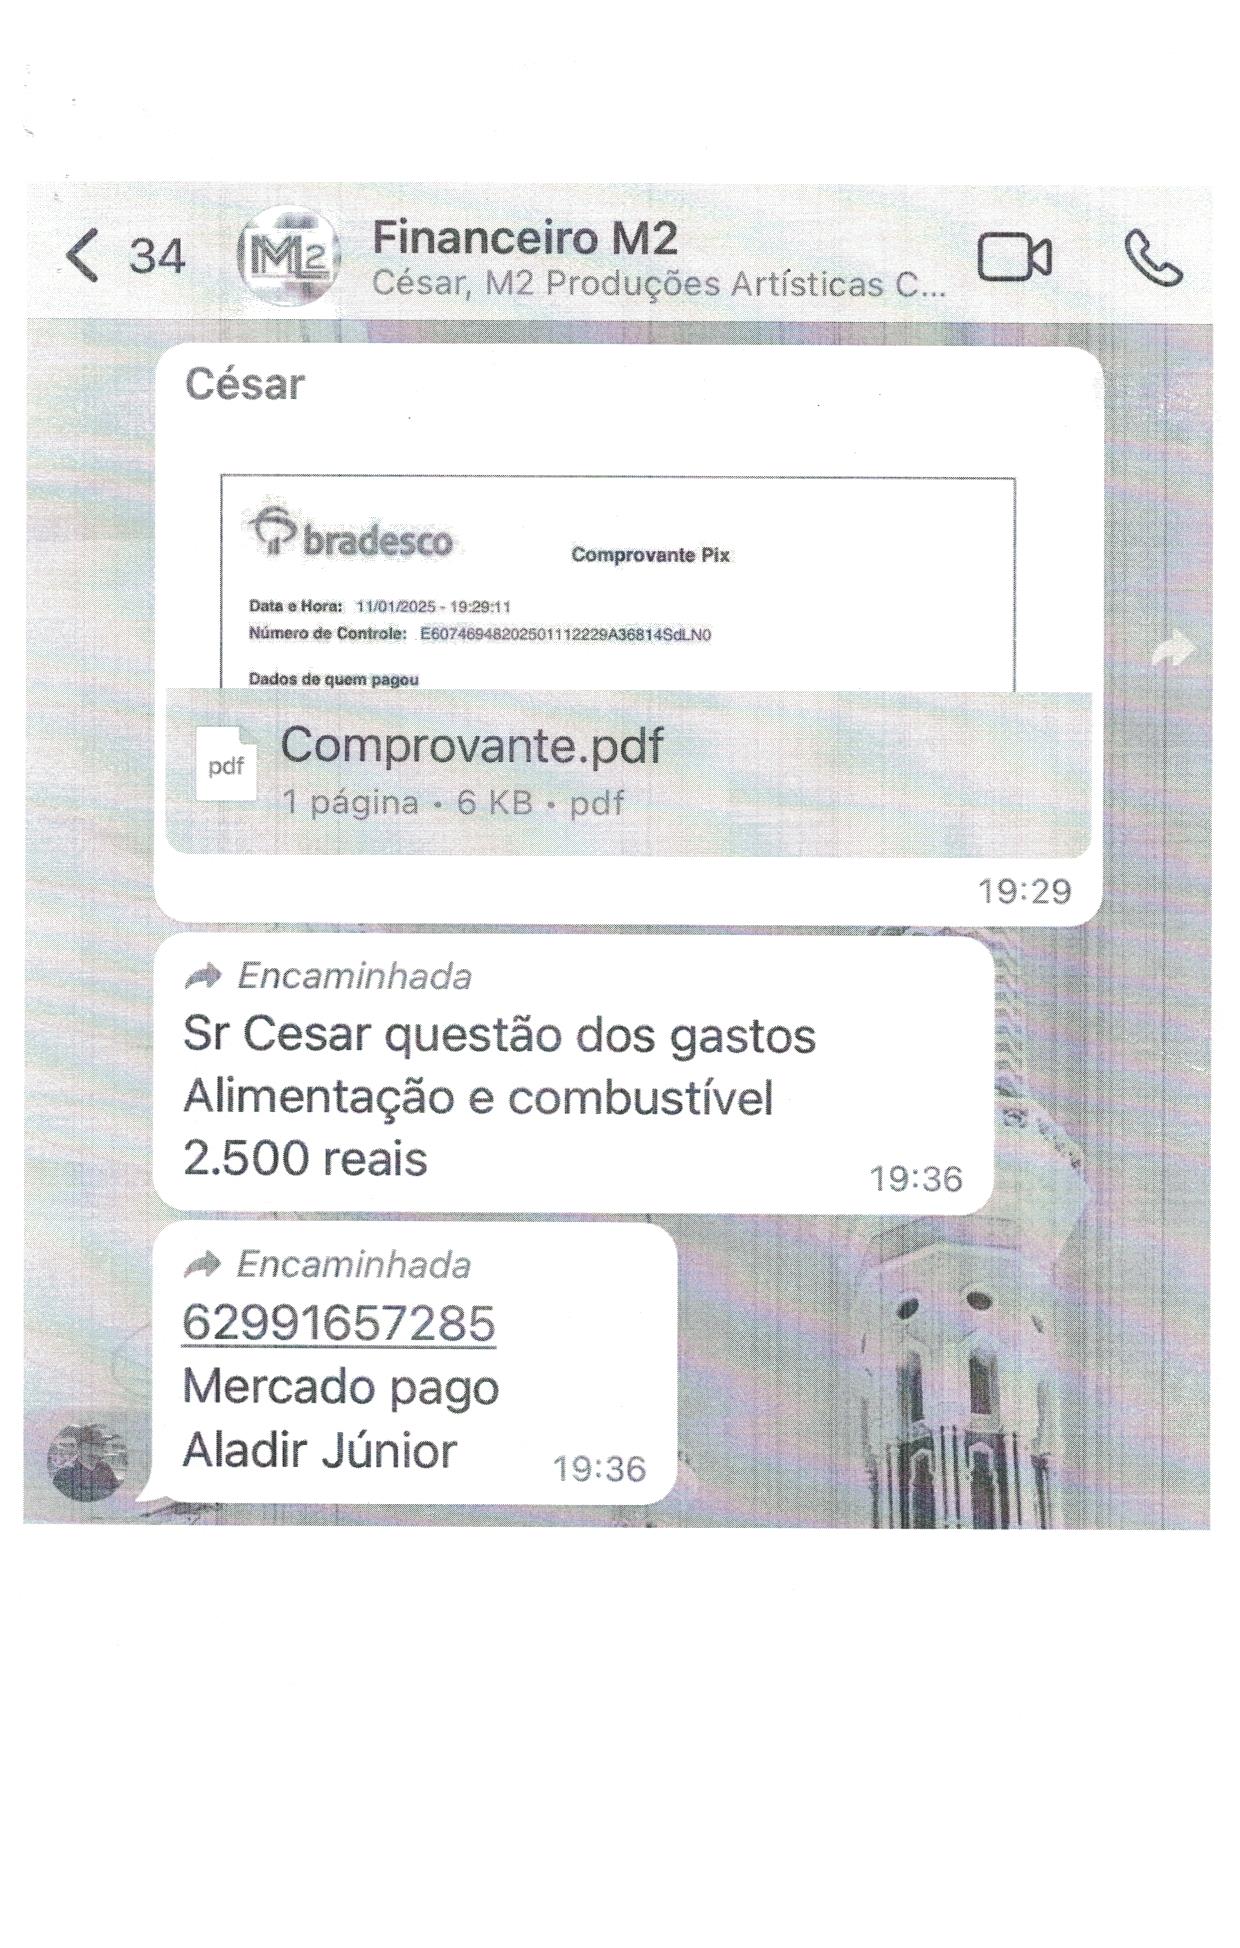 34
M2
Financeiro M2
César, M2 Produções Artísticas C...
César
bradesco
Comprovante Pix
Data e Hora: 11/01/2025 - 19:29:11
Número de Controle: E60746948202501112229A36814SdLN0
Dados de quem pagou
pdf
Comprovante.pdf
1 página • 6 KB • pdf
19:29
Encaminhada
Sr Cesar questão dos gastos
Alimentação e combustível
2.500 reais
19:36
Encaminhada
62991657285
Mercado pago
Aladir Júnior
19:36